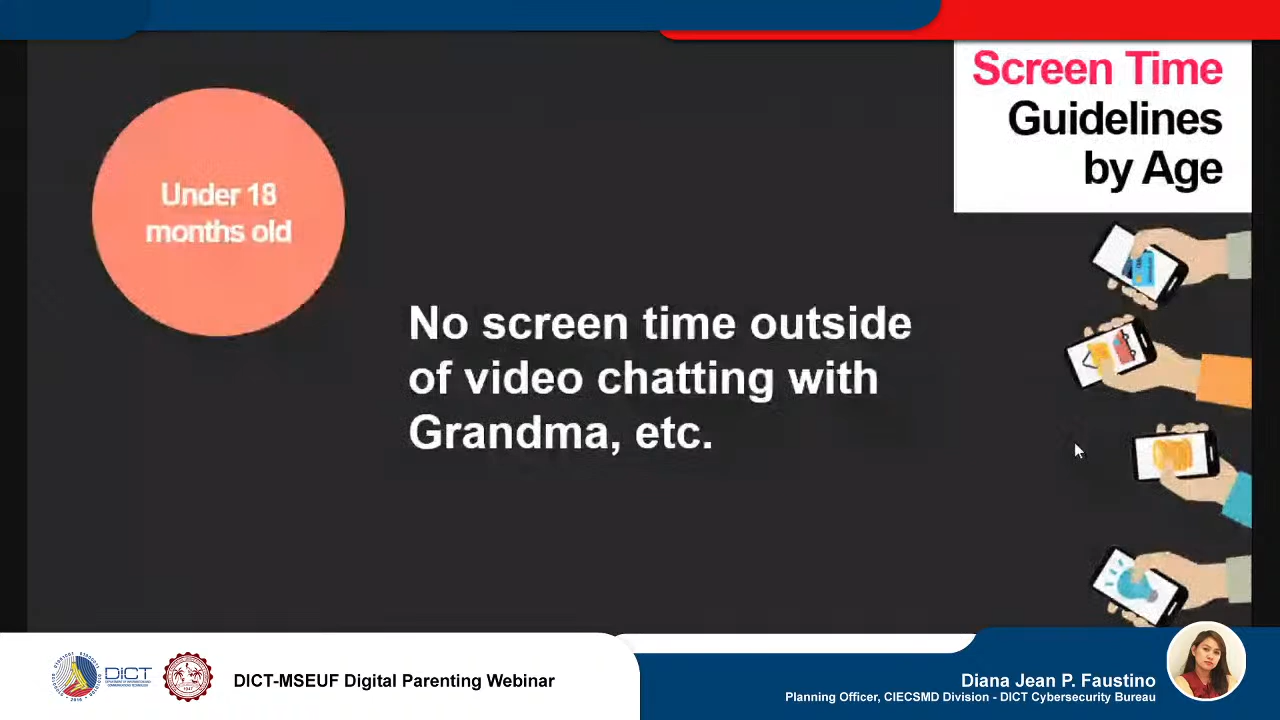 Screen Time
Guidelines
by Age
Under 18
months old
No screen time outside
of video chatting with
Grandma, etc.
DICT
DICT-MSEUF Digital Parenting Webinar
Diana Jean P. Faustino
Planning Officer, CIECSMD Division - DICT Cybersecurity Bureau